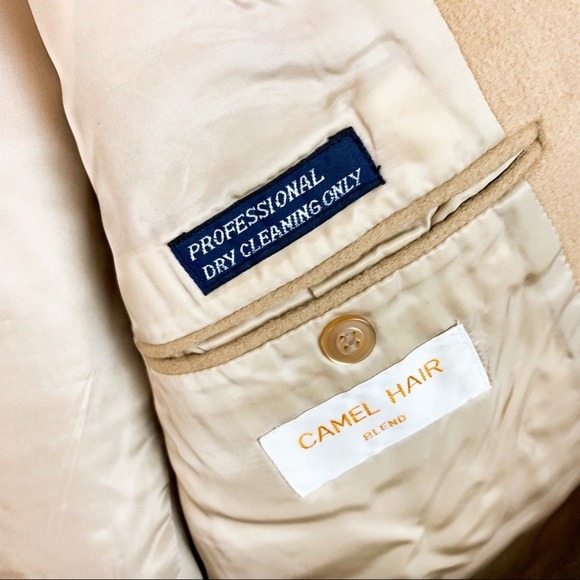 PROFESSIONAL
DRY CLEANING ONLY
CAMEL HAIR
BLEND